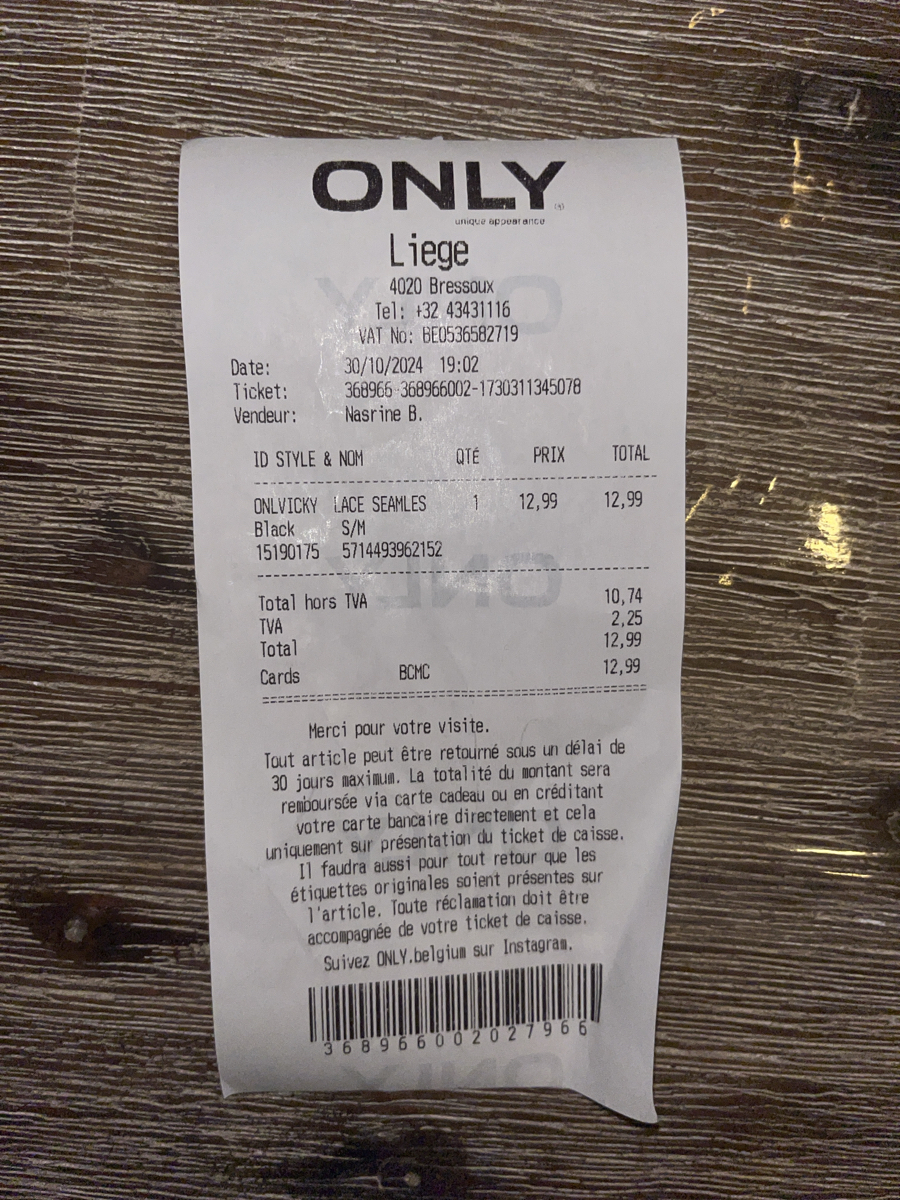 ONLY
unique appearance
Liege
4020 Bressoux
Tel: +32 43431116
VAT No: BE0536582719
Date: 30/10/2024 19:02
Ticket: 368966-368966002-1730311345078
Vendeur: Nasrine B.
ID STYLE & NOM QTÉ PRIX TOTAL
ONLVICKY LACE SEAMLES 1 12,99 12,99
Black S/M
15190175 5714493962152
Total hors TVA 10,74
TVA 2,25
Total 12,99
Cards BCMC 12,99
Merci pour votre visite.
Tout article peut être retourné sous un délai de
30 jours maximum. La totalité du montant sera
remboursée via carte cadeau ou en créditant
votre carte bancaire directement et cela
uniquement sur présentation du ticket de caisse.
Il faudra aussi pour tout retour que les
étiquettes originales soient présentes sur
l'article. Toute réclamation doit être
accompagnée de votre ticket de caisse.
Suivez ONLY.belgium sur Instagram.
368966002027966